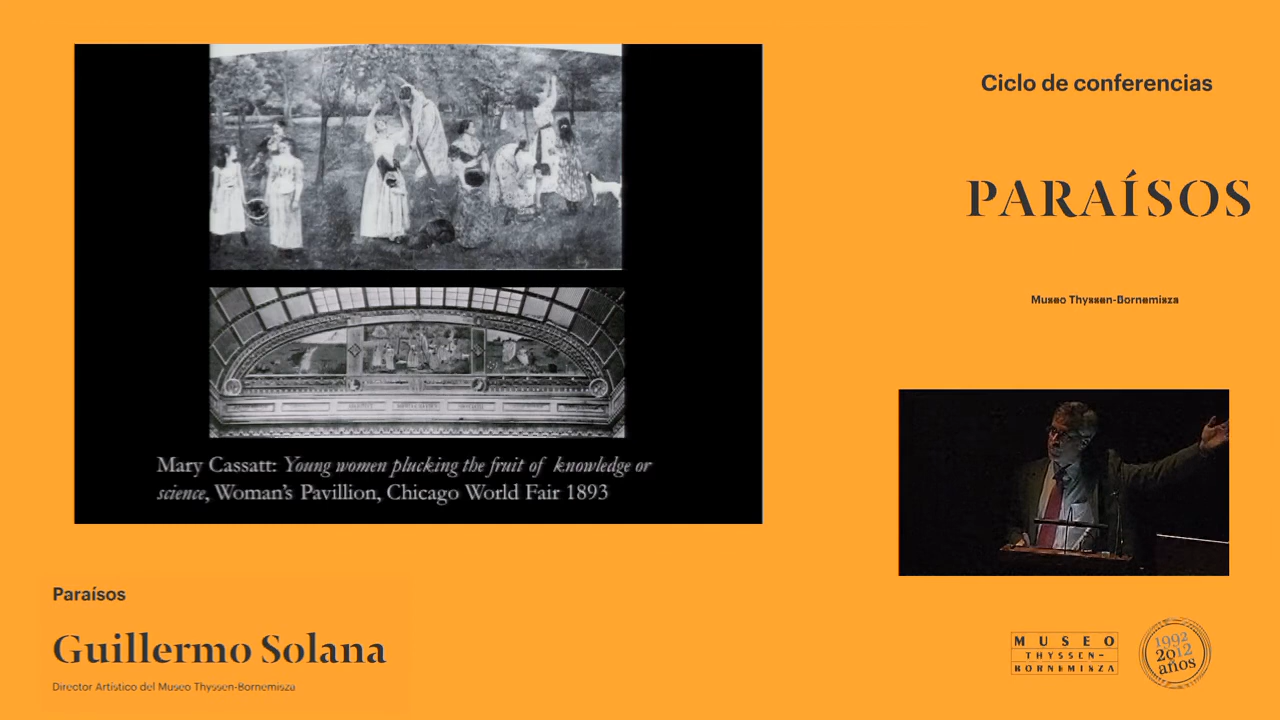 Ciclo de conferencias
PARAÍSOS
Museo Thyssen-Bornemisza
Mary Cassatt: Young women plucking the fruit of knowledge or
science, Woman's Pavillion, Chicago World Fair 1893
Paraísos
Guillermo Solana
Director Artístico del Museo Thyssen-Bornemisza
MUSEO
THYSSEN-
BORNEMISZA
1992
2012
años